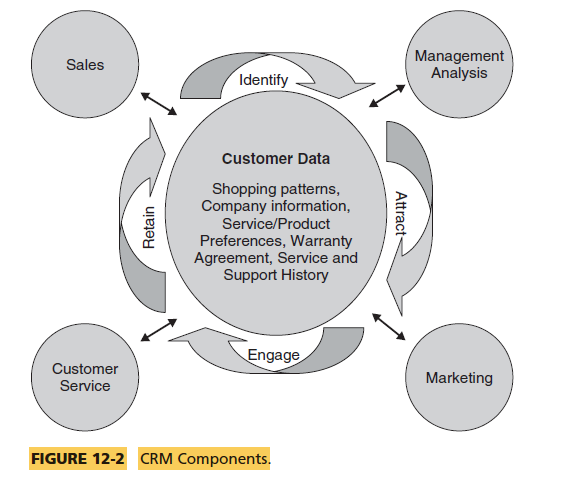 Sales
Management
Analysis
Identify
Customer Data
Shopping patterns,
Company information,
Service/Product
Preferences, Warranty
Agreement, Service and
Support History
Retain
Attract
Engage
Customer
Service
Marketing
FIGURE 12-2 CRM Components.